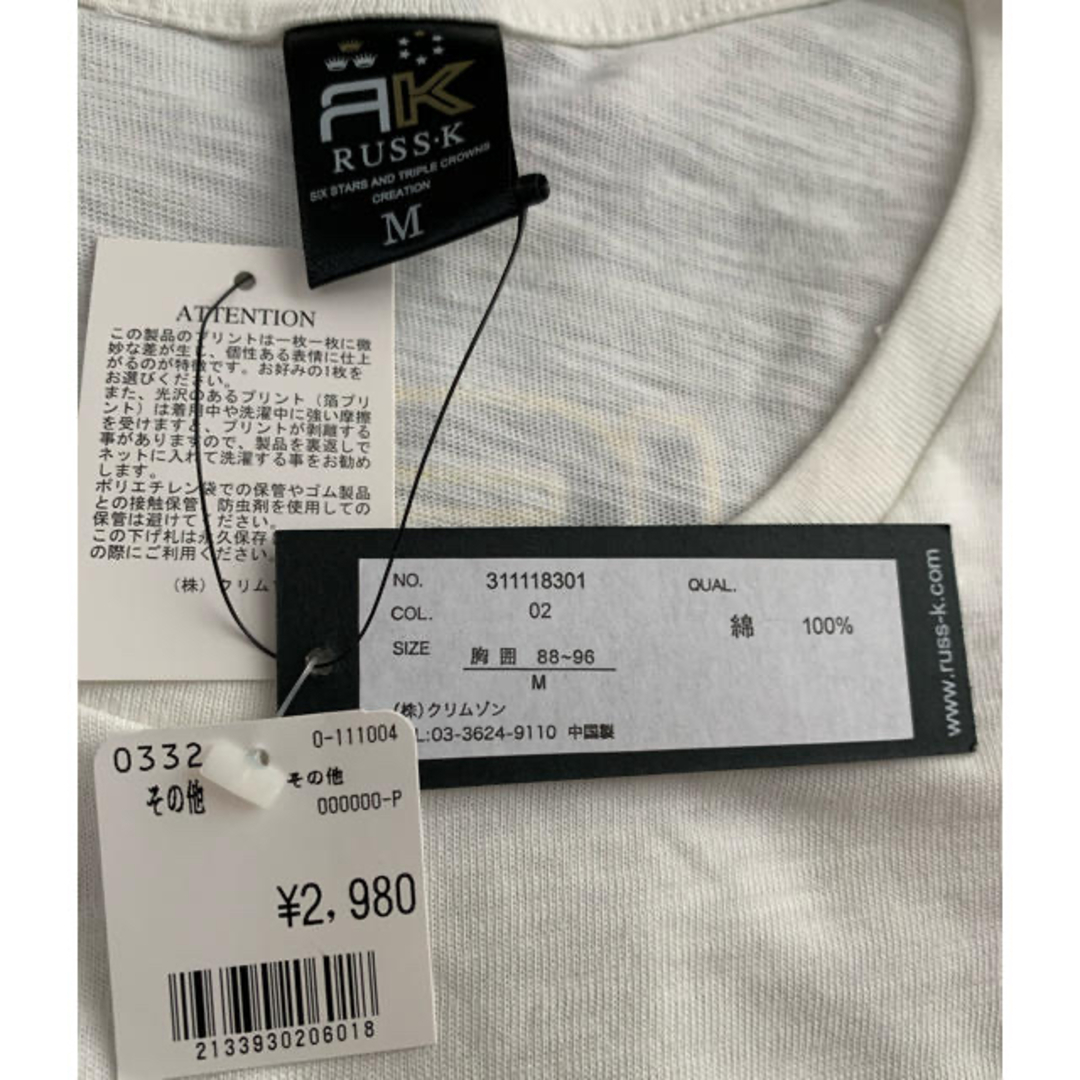 RK
RUSS·K
SIX STARS AND TRIPLE CROWNS
CREATION
M
ATTENTION
この製品のプリントは一枚一枚に微
妙な差が生じ、個性ある表情に仕上
がるのが特徴です。お好みの1枚を
お選びください。
また、光沢のあるプリント（箔プリ
ント）は着用中や洗濯中に強い摩擦
を受けますと、プリントが剥離する
事がありますので、製品を裏返して
ネットに入れて洗濯する事をお勧め
します。
ポリエチレン袋での保管やゴム製品
との接触保管、防虫剤を使用しての
保管は避けてください。
この下げ札は永久保存
の際にご利用ください。
（株）クリム
NO. 311118301 QUAL.
COL. 02 綿 100%
SIZE 胸囲 88~96
M
(株)クリムゾン
L:03-3624-9110 中国製
www.russ-k.com
0332 0-111004
その他 その他
000000-P
¥2,980
2133930206018